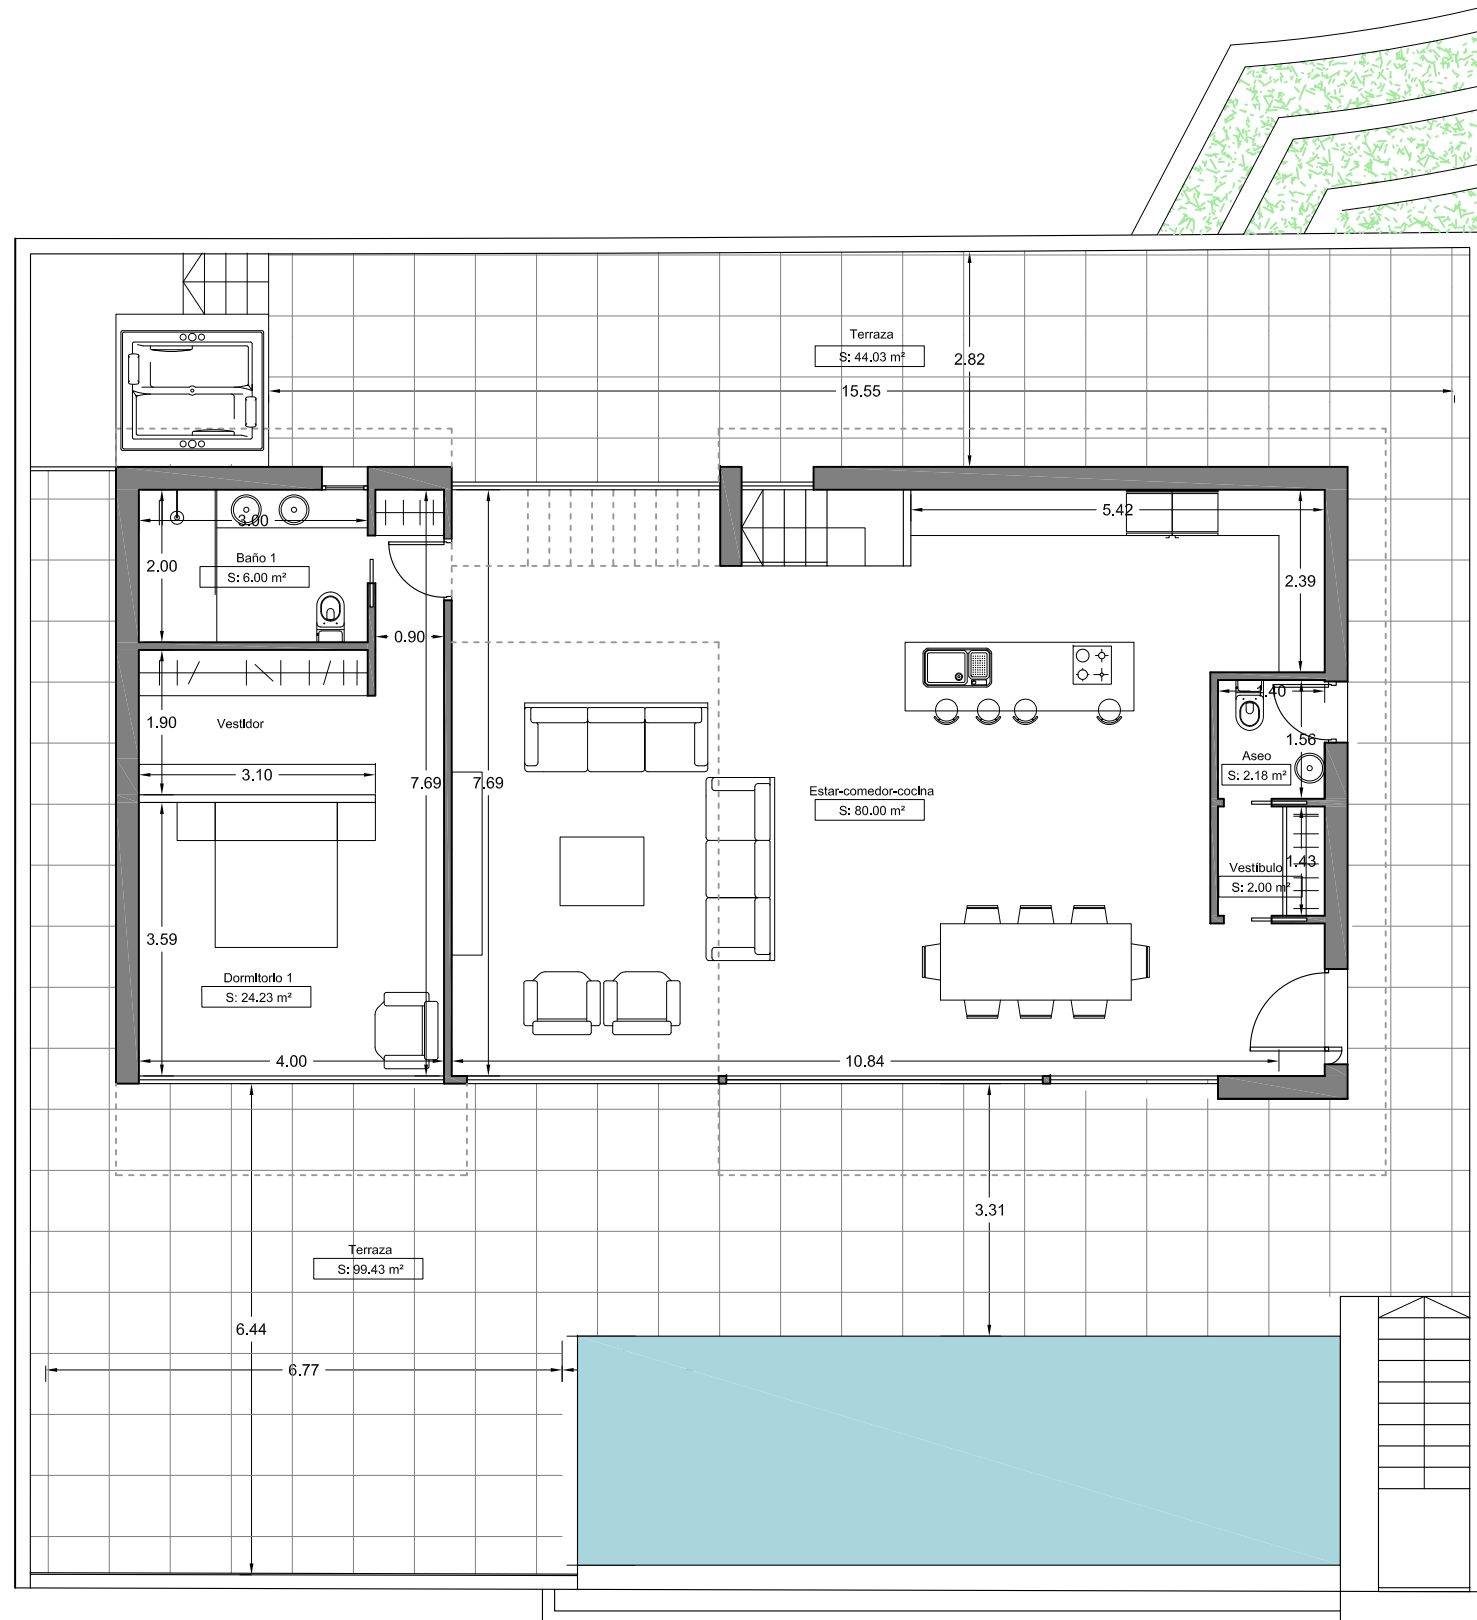 Terraza
S: 44.03 m²
2.82
15.55
3.00
5.42
Baño 1
S: 6.00 m²
2.00
2.39
0.90
1.40
1.90
Vestidor
1.56
Aseo
S: 2.18 m²
3.10
7.69
7.69
Estar-comedor-cocina
S: 80.00 m²
1.43
Vestíbulo
S: 2.00 m²
3.59
Dormitorio 1
S: 24.23 m²
4.00
10.84
3.31
Terraza
S: 99.43 m²
6.44
6.77